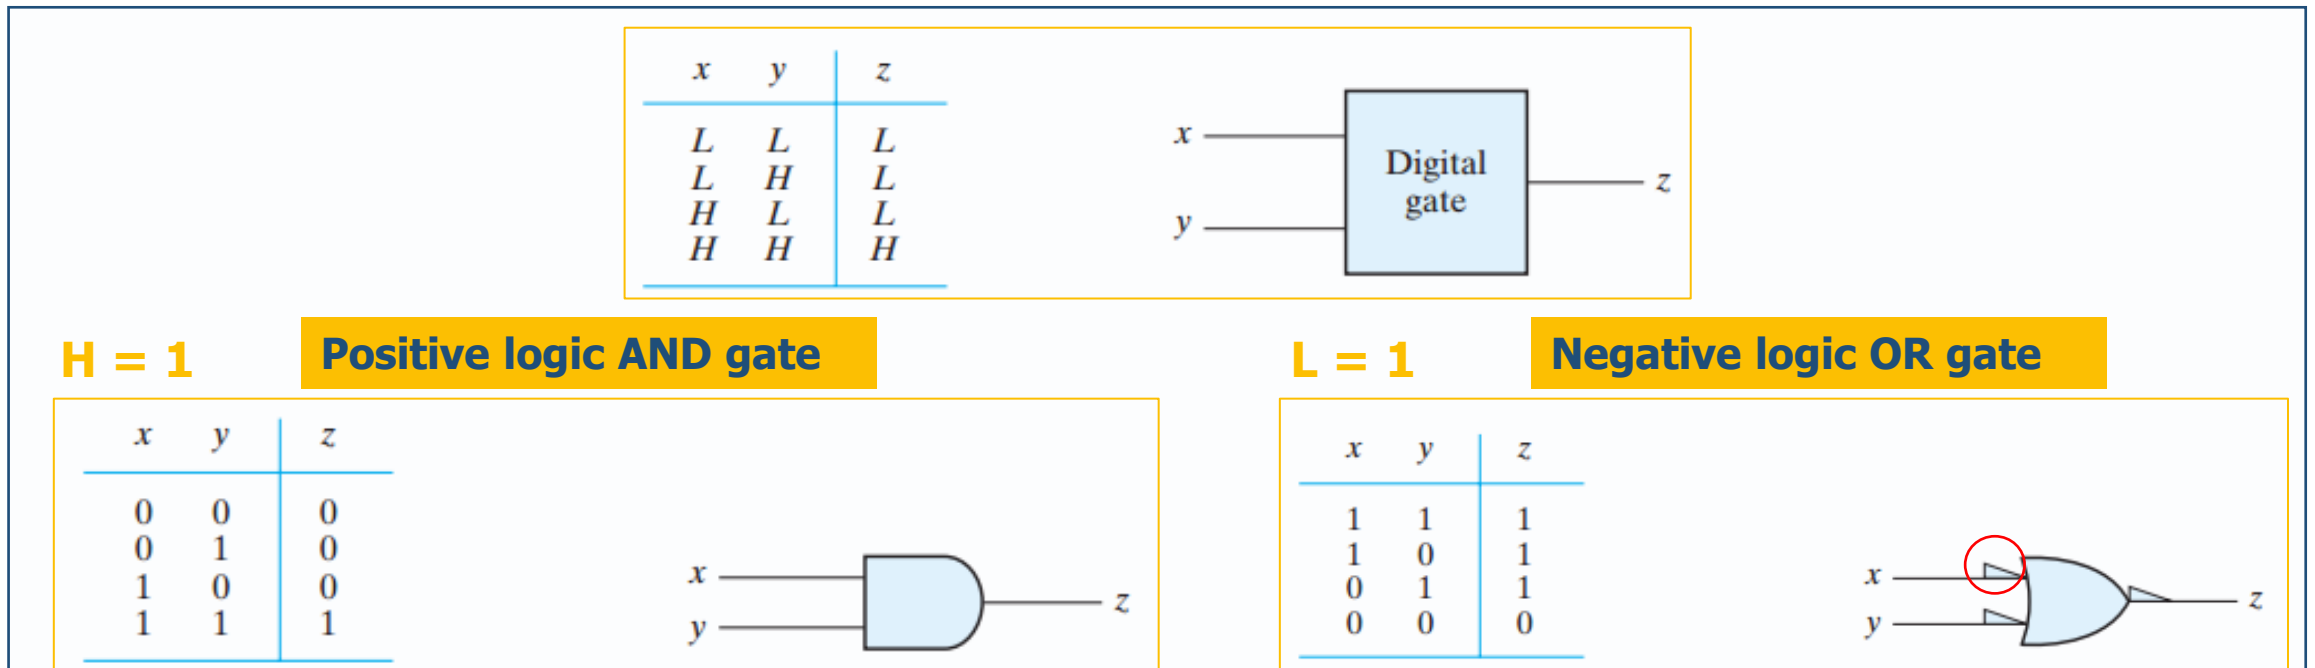 x y z
L L L
L H L
H L L
H H H
x
y
Digital
gate
z
H = 1
Positive logic AND gate
L = 1
Negative logic OR gate
x y z
0 0 0
0 1 0
1 0 0
1 1 1
x
y
z
x y z
1 1 1
1 0 1
0 1 1
0 0 0
x
y
z